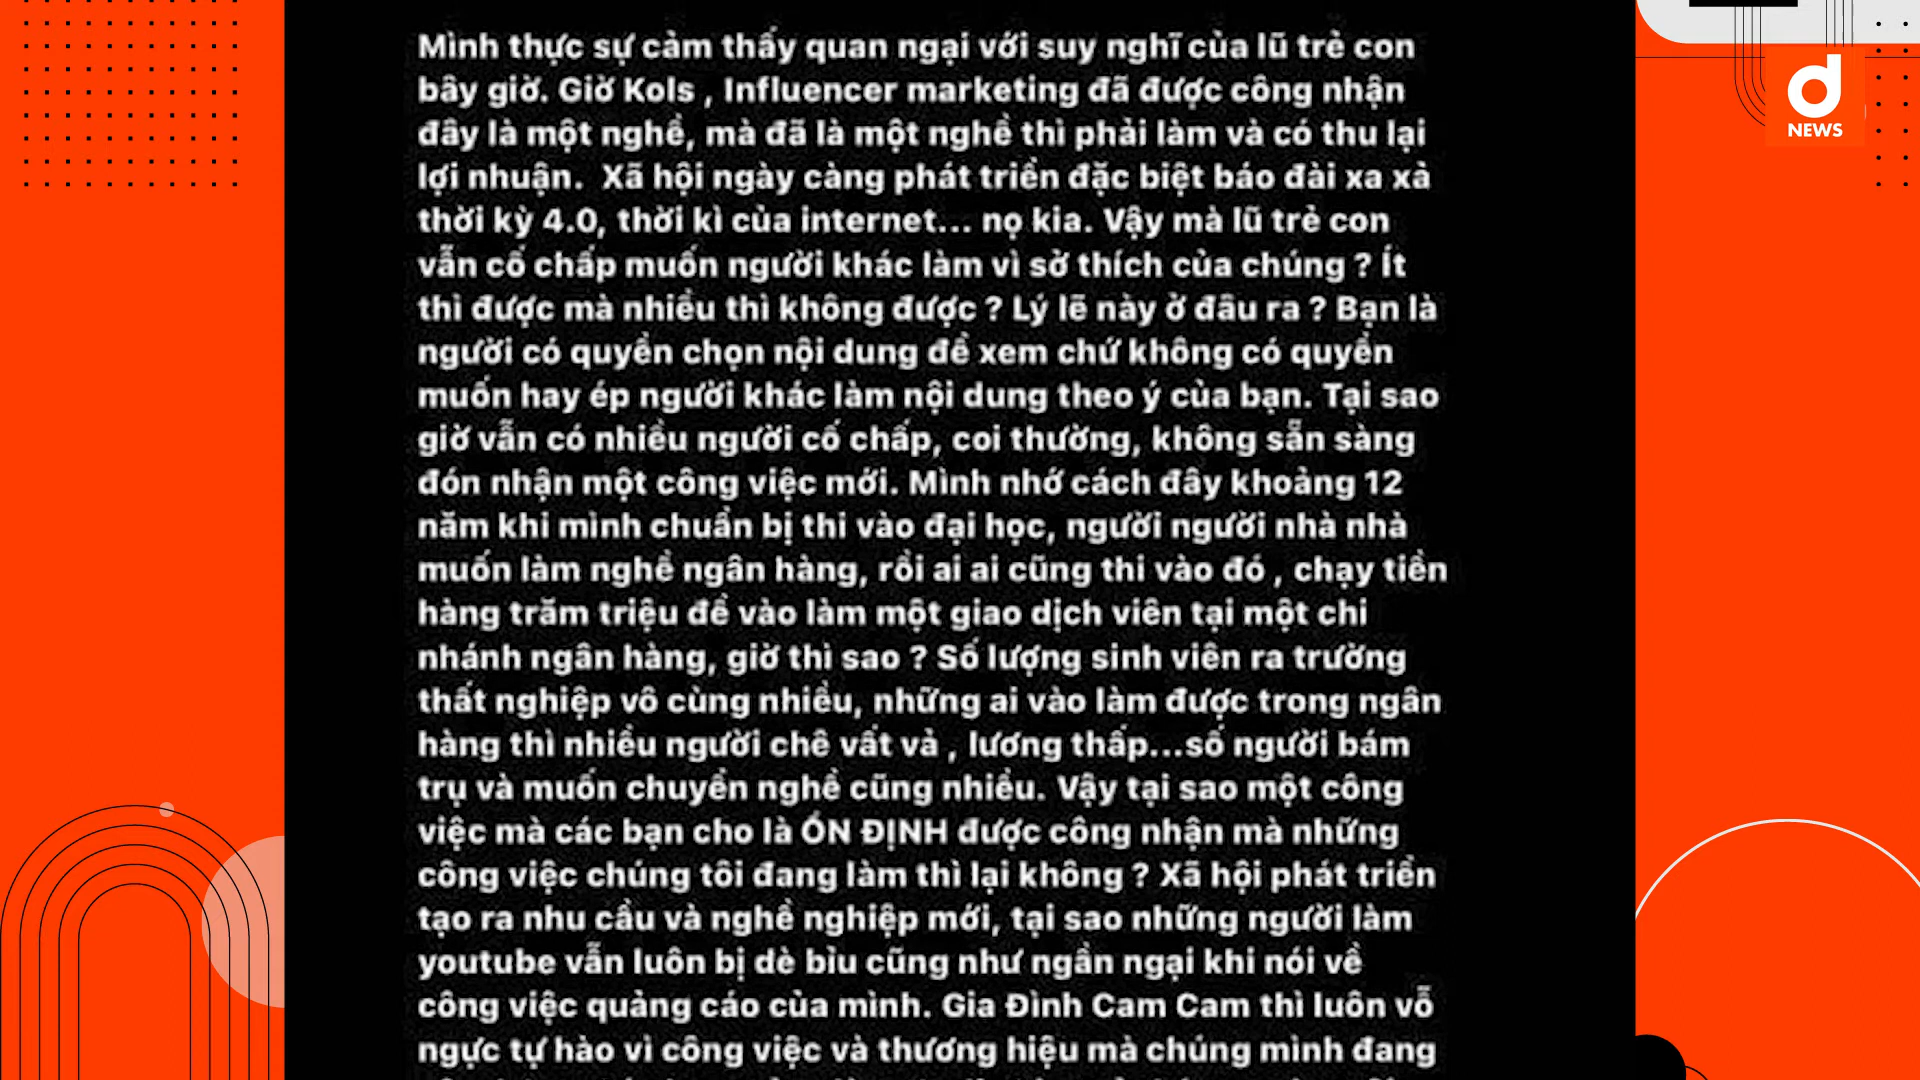 Mình thực sự cảm thấy quan ngại với suy nghĩ của lũ trẻ con
bây giờ. Giờ Kols , Influencer marketing đã được công nhận
đây là một nghề, mà đã là một nghề thì phải làm và có thu lại
lợi nhuận. Xã hội ngày càng phát triển đặc biệt báo đài xa xả
thời kỳ 4.0, thời kì của internet... nọ kia. Vậy mà lũ trẻ con
vẫn cố chấp muốn người khác làm vì sở thích của chúng ? Ít
thì được mà nhiều thì không được ? Lý lẽ này ở đâu ra ? Bạn là
người có quyền chọn nội dung để xem chứ không có quyền
muốn hay ép người khác làm nội dung theo ý của bạn. Tại sao
giờ vẫn có nhiều người cố chấp, coi thường, không sẵn sàng
đón nhận một công việc mới. Mình nhớ cách đây khoảng 12
năm khi mình chuẩn bị thi vào đại học, người người nhà nhà
muốn làm nghề ngân hàng, rồi ai ai cũng thi vào đó , chạy tiền
hàng trăm triệu để vào làm một giao dịch viên tại một chi
nhánh ngân hàng, giờ thì sao ? Số lượng sinh viên ra trường
thất nghiệp vô cùng nhiều, những ai vào làm được trong ngân
hàng thì nhiều người chê vất vả , lương thấp...số người bám
trụ và muốn chuyển nghề cũng nhiều. Vậy tại sao một công
việc mà các bạn cho là ỔN ĐỊNH được công nhận mà những
công việc chúng tôi đang làm thì lại không ? Xã hội phát triển
tạo ra nhu cầu và nghề nghiệp mới, tại sao những người làm
youtube vẫn luôn bị dè bỉu cũng như ngần ngại khi nói về
công việc quảng cáo của mình. Gia Đình Cam Cam thì luôn vỗ
ngực tự hào vì công việc và thương hiệu mà chúng mình đang
d
NEWS